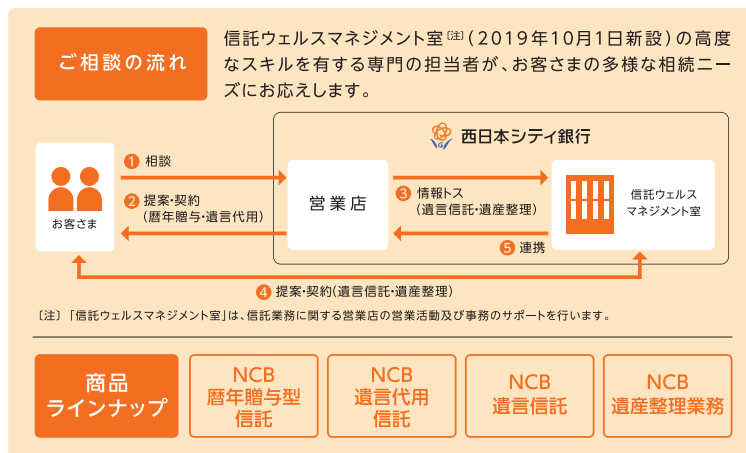 ご相談の流れ
信託ウェルスマネジメント室〔注〕(2019年10月1日新設)の高度
なスキルを有する専門の担当者が、お客さまの多様な相続ニー
ズにお応えします。
西日本シティ銀行
お客さま
❶ 相談
❷ 提案・契約
(暦年贈与・遺言代用)
営業店
❸ 情報トス
(遺言信託・遺産整理)
❺ 連携
信託ウェルス
マネジメント室
❹ 提案・契約(遺言信託・遺産整理)
〔注〕「信託ウェルスマネジメント室」は、信託業務に関する営業店の営業活動及び事務のサポートを行います。
商品
ラインナップ
NCB
暦年贈与型
信託
NCB
遺言代用
信託
NCB
遺言信託
NCB
遺産整理業務